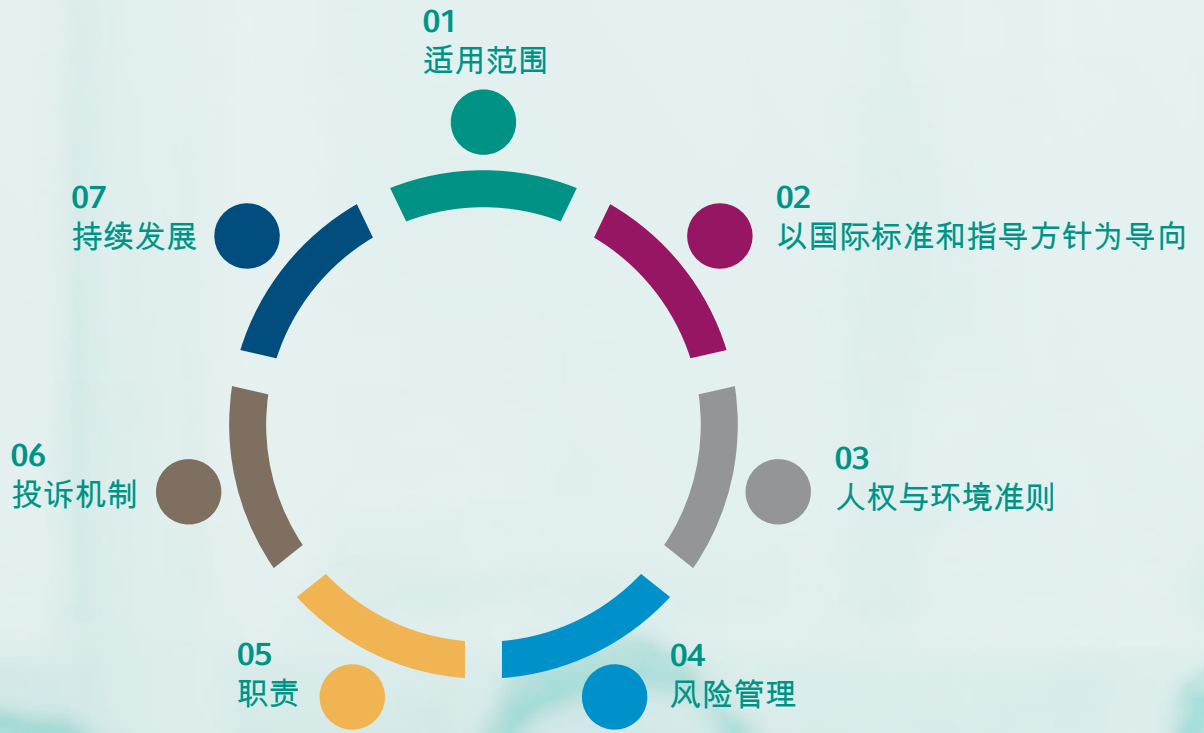 01
适用范围
02
以国际标准和指导方针为导向
03
人权与环境准则
04
风险管理
05
职责
06
投诉机制
07
持续发展